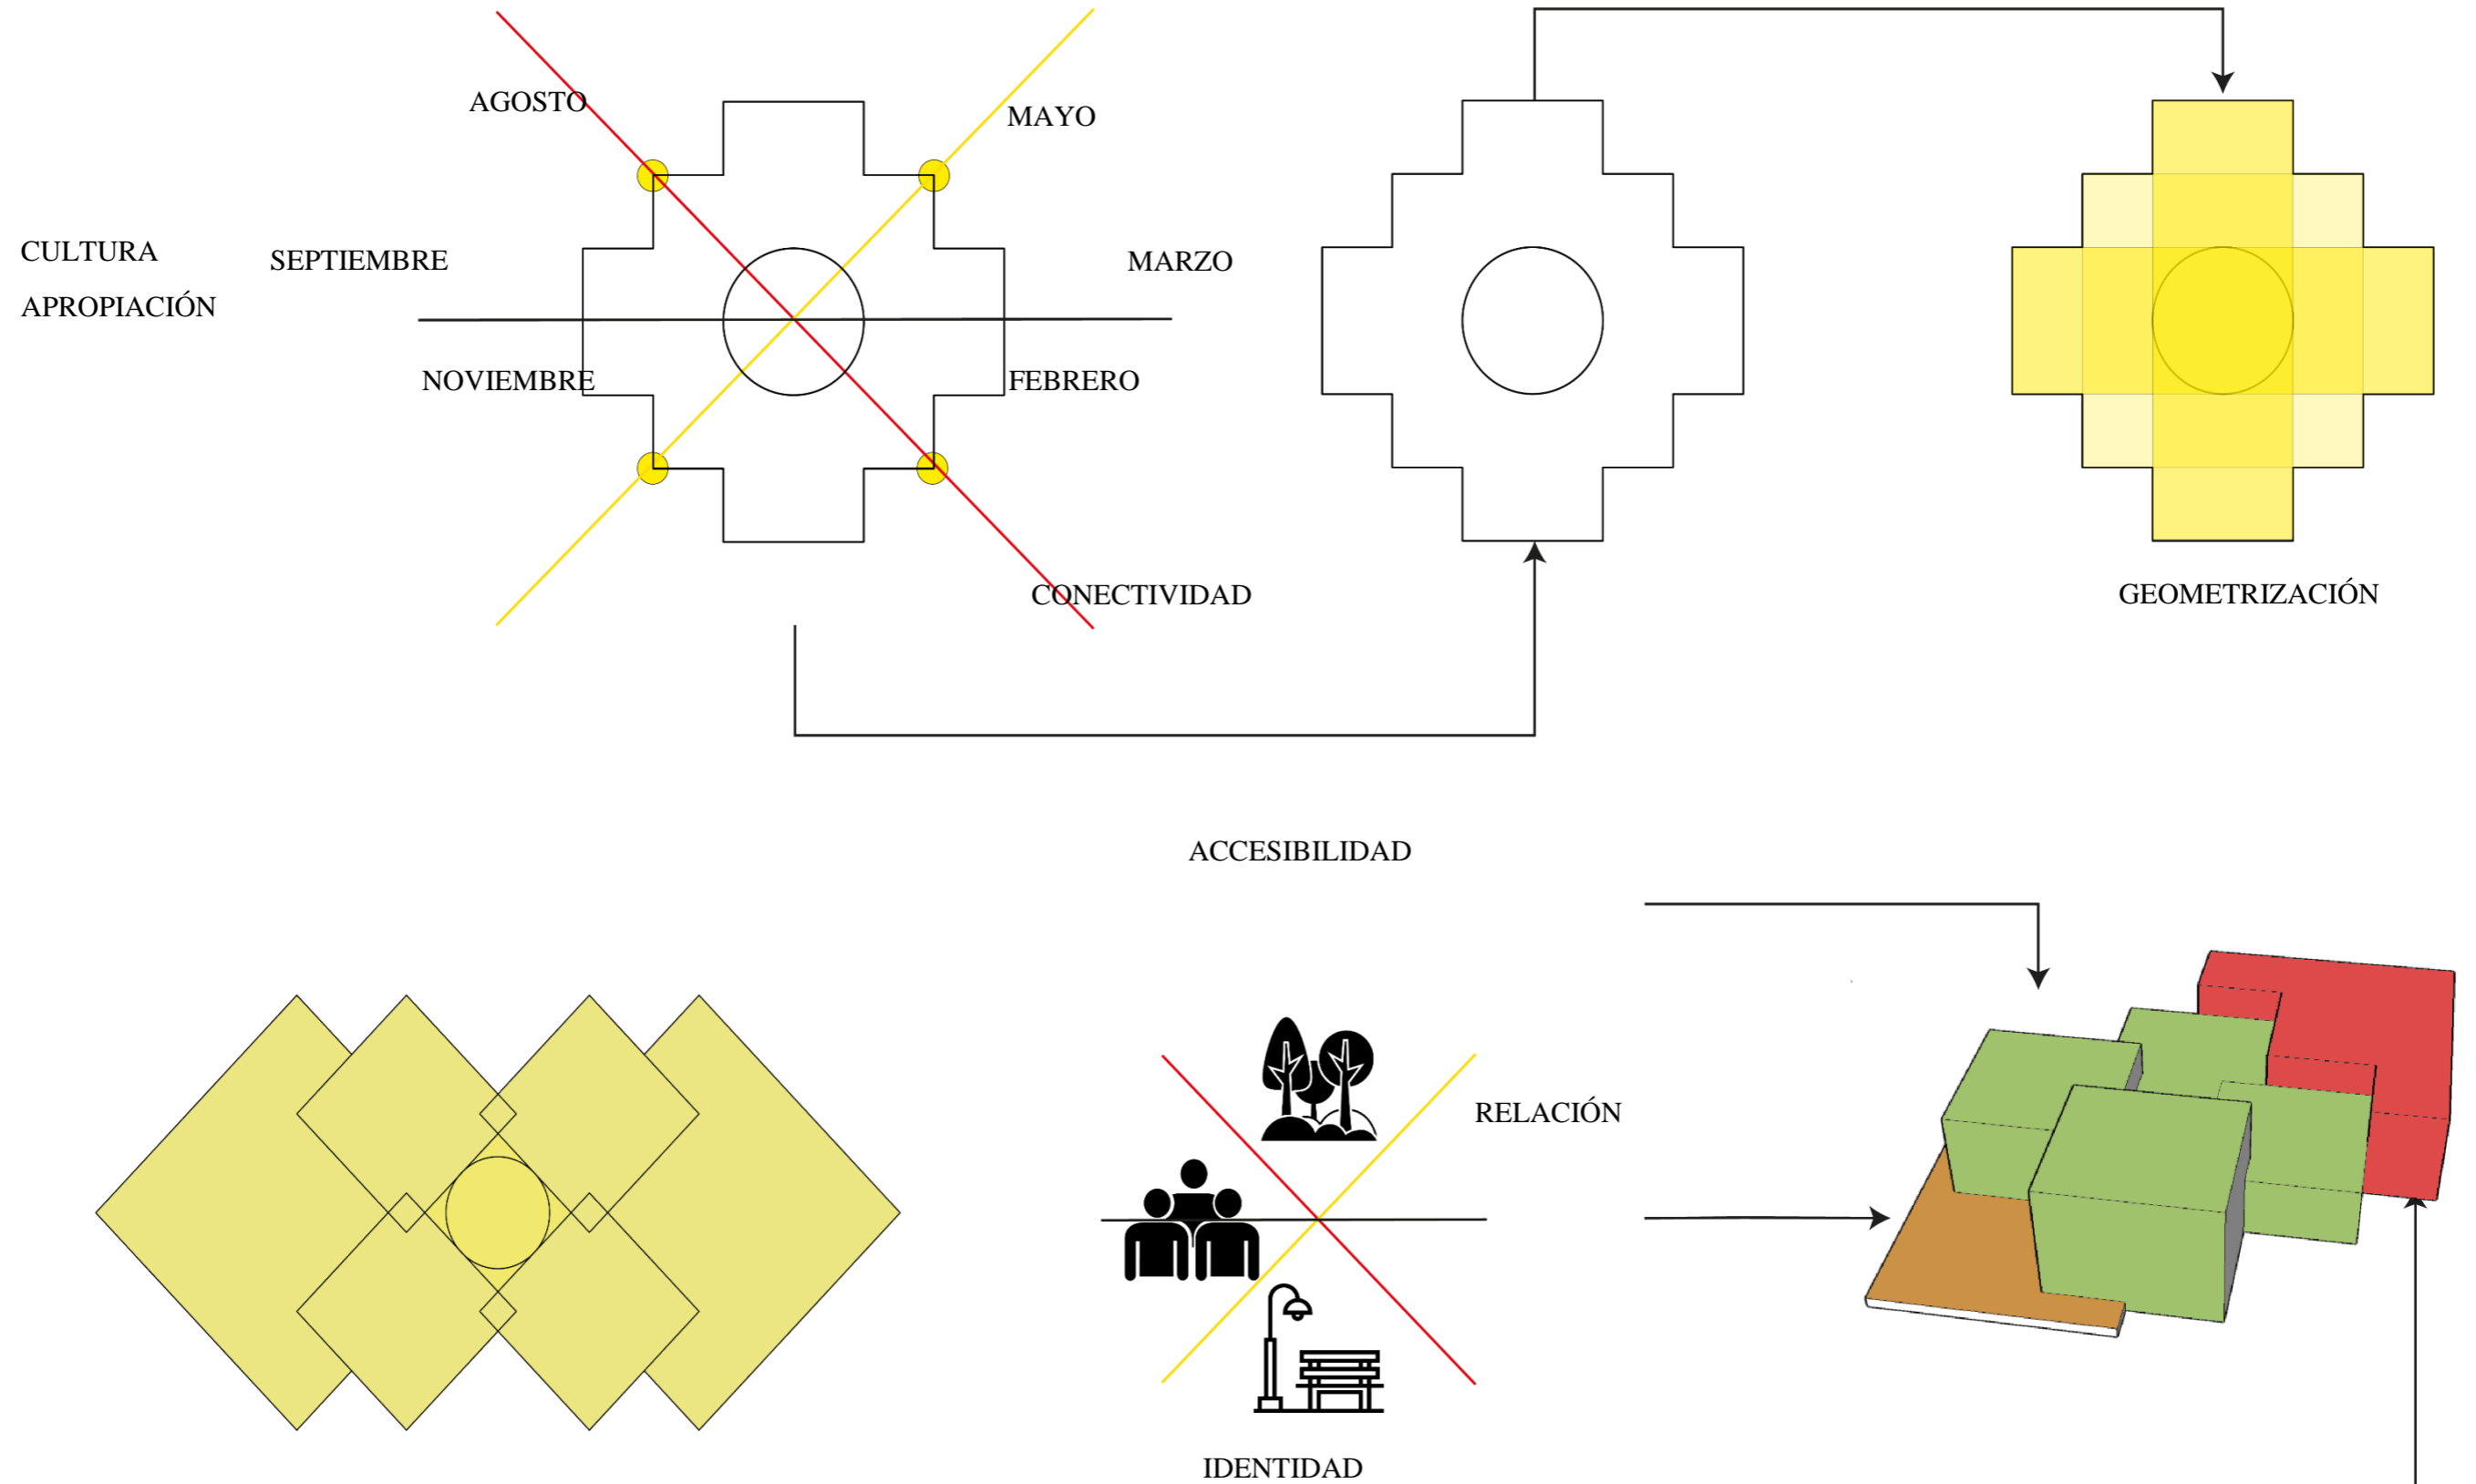 AGOSTO
MAYO
CULTURA
APROPIACIÓN
SEPTIEMBRE
MARZO
NOVIEMBRE
FEBRERO
CONECTIVIDAD
GEOMETRIZACIÓN
ACCESIBILIDAD
RELACIÓN
IDENTIDAD